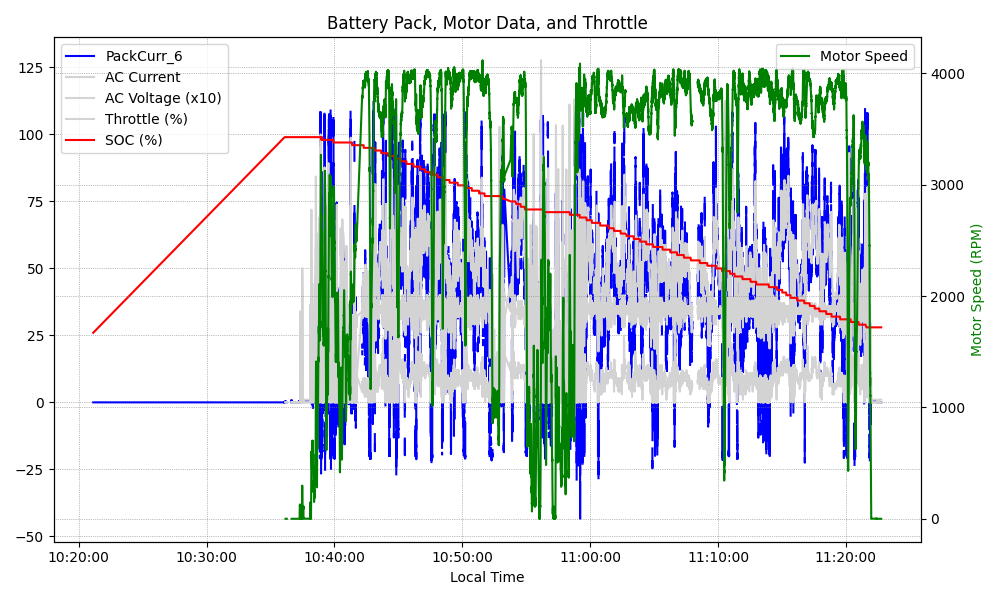 Battery Pack, Motor Data, and Throttle
PackCurr_6
AC Current
AC Voltage (x10)
Throttle (%)
SOC (%)
Motor Speed
125
100
75
50
25
0
−25
−50
4000
3000
2000
1000
0
Motor Speed (RPM)
10:20:00
10:30:00
10:40:00
10:50:00
11:00:00
11:10:00
11:20:00
Local Time